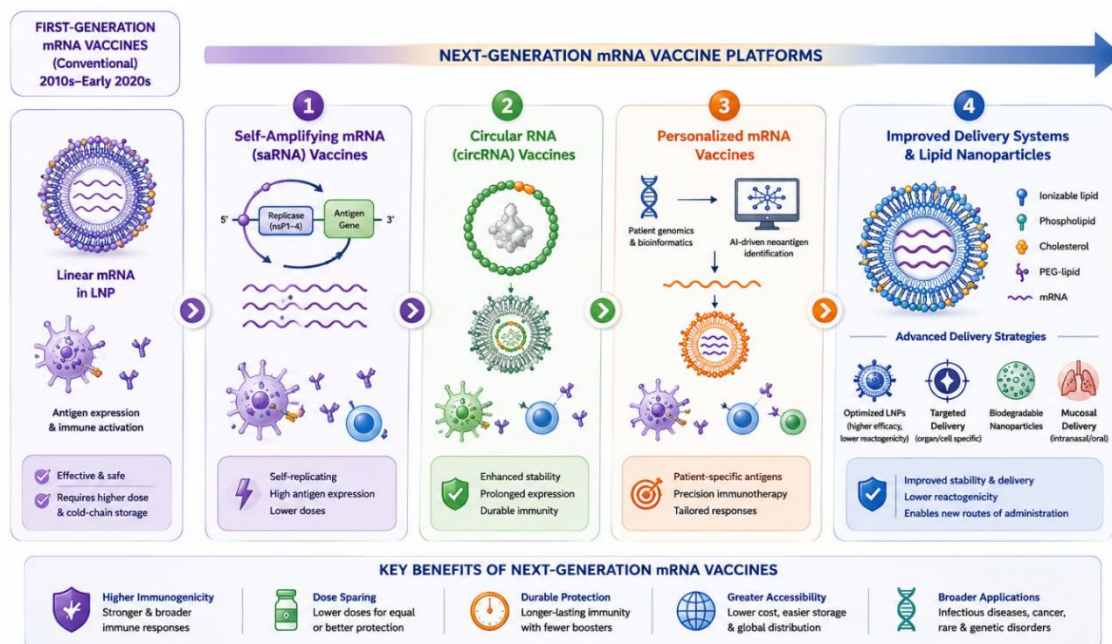 FIRST-GENERATION
mRNA VACCINES
(Conventional)
2010s–Early 2020s
NEXT-GENERATION mRNA VACCINE PLATFORMS
Linear mRNA
in LNP
Antigen expression
& immune activation
Effective & safe
Requires higher dose
& cold-chain storage
1
Self-Amplifying mRNA
(saRNA) Vaccines
5'
Replicase
(nsP1–4)
Antigen
Gene
3'
Self-replicating
High antigen expression
Lower doses
2
Circular RNA
(circRNA) Vaccines
Enhanced stability
Prolonged expression
Durable immunity
3
Personalized mRNA
Vaccines
Patient genomics
& bioinformatics
AI-driven neoantigen
identification
Patient-specific antigens
Precision immunotherapy
Tailored responses
4
Improved Delivery Systems
& Lipid Nanoparticles
Ionizable lipid
Phospholipid
Cholesterol
PEG-lipid
mRNA
Advanced Delivery Strategies
Optimized LNPs
(higher efficacy,
lower reactogenicity)
Targeted
Delivery
(organ/cell specific)
Biodegradable
Nanoparticles
Mucosal
Delivery
(intranasal/oral)
Improved stability & delivery
Lower reactogenicity
Enables new routes of administration
KEY BENEFITS OF NEXT-GENERATION mRNA VACCINES
Higher Immunogenicity
Stronger & broader
immune responses
Dose Sparing
Lower doses for equal
or better protection
Durable Protection
Longer-lasting immunity
with fewer boosters
Greater Accessibility
Lower cost, easier storage
& global distribution
Broader Applications
Infectious diseases, cancer,
rare & genetic disorders